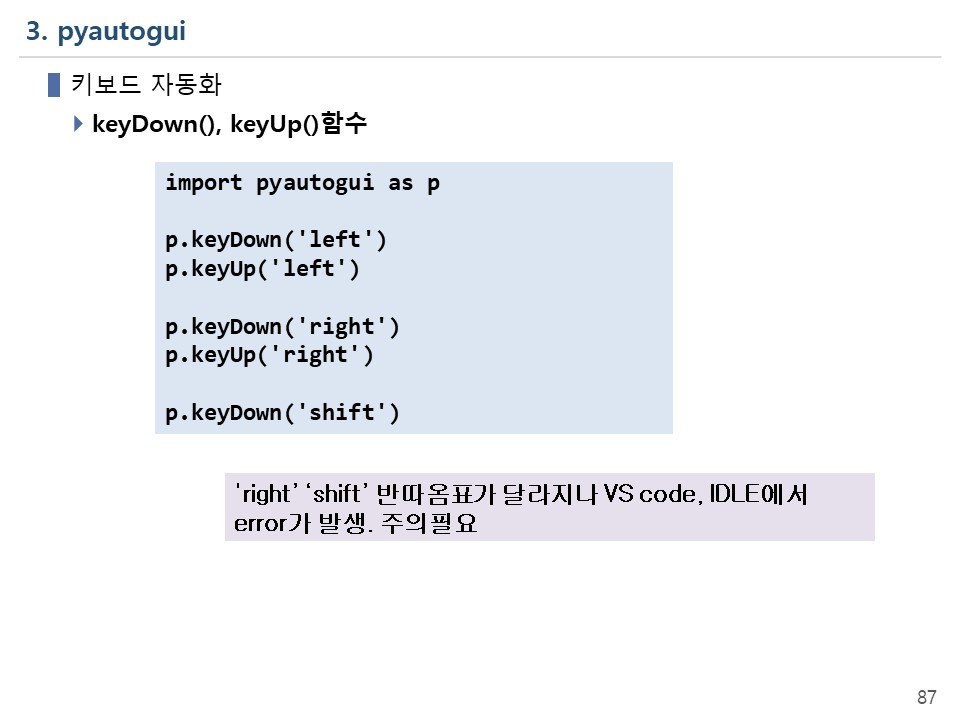 3. pyautogui
키보드 자동화
keyDown(), keyUp()함수
import pyautogui as p
p.keyDown('left')
p.keyUp('left')
p.keyDown('right')
p.keyUp('right')
p.keyDown('shift')
'right’ ‘shift’ 반따옴표가 달라지나 VS code, IDLE에서
error가 발생. 주의필요
87